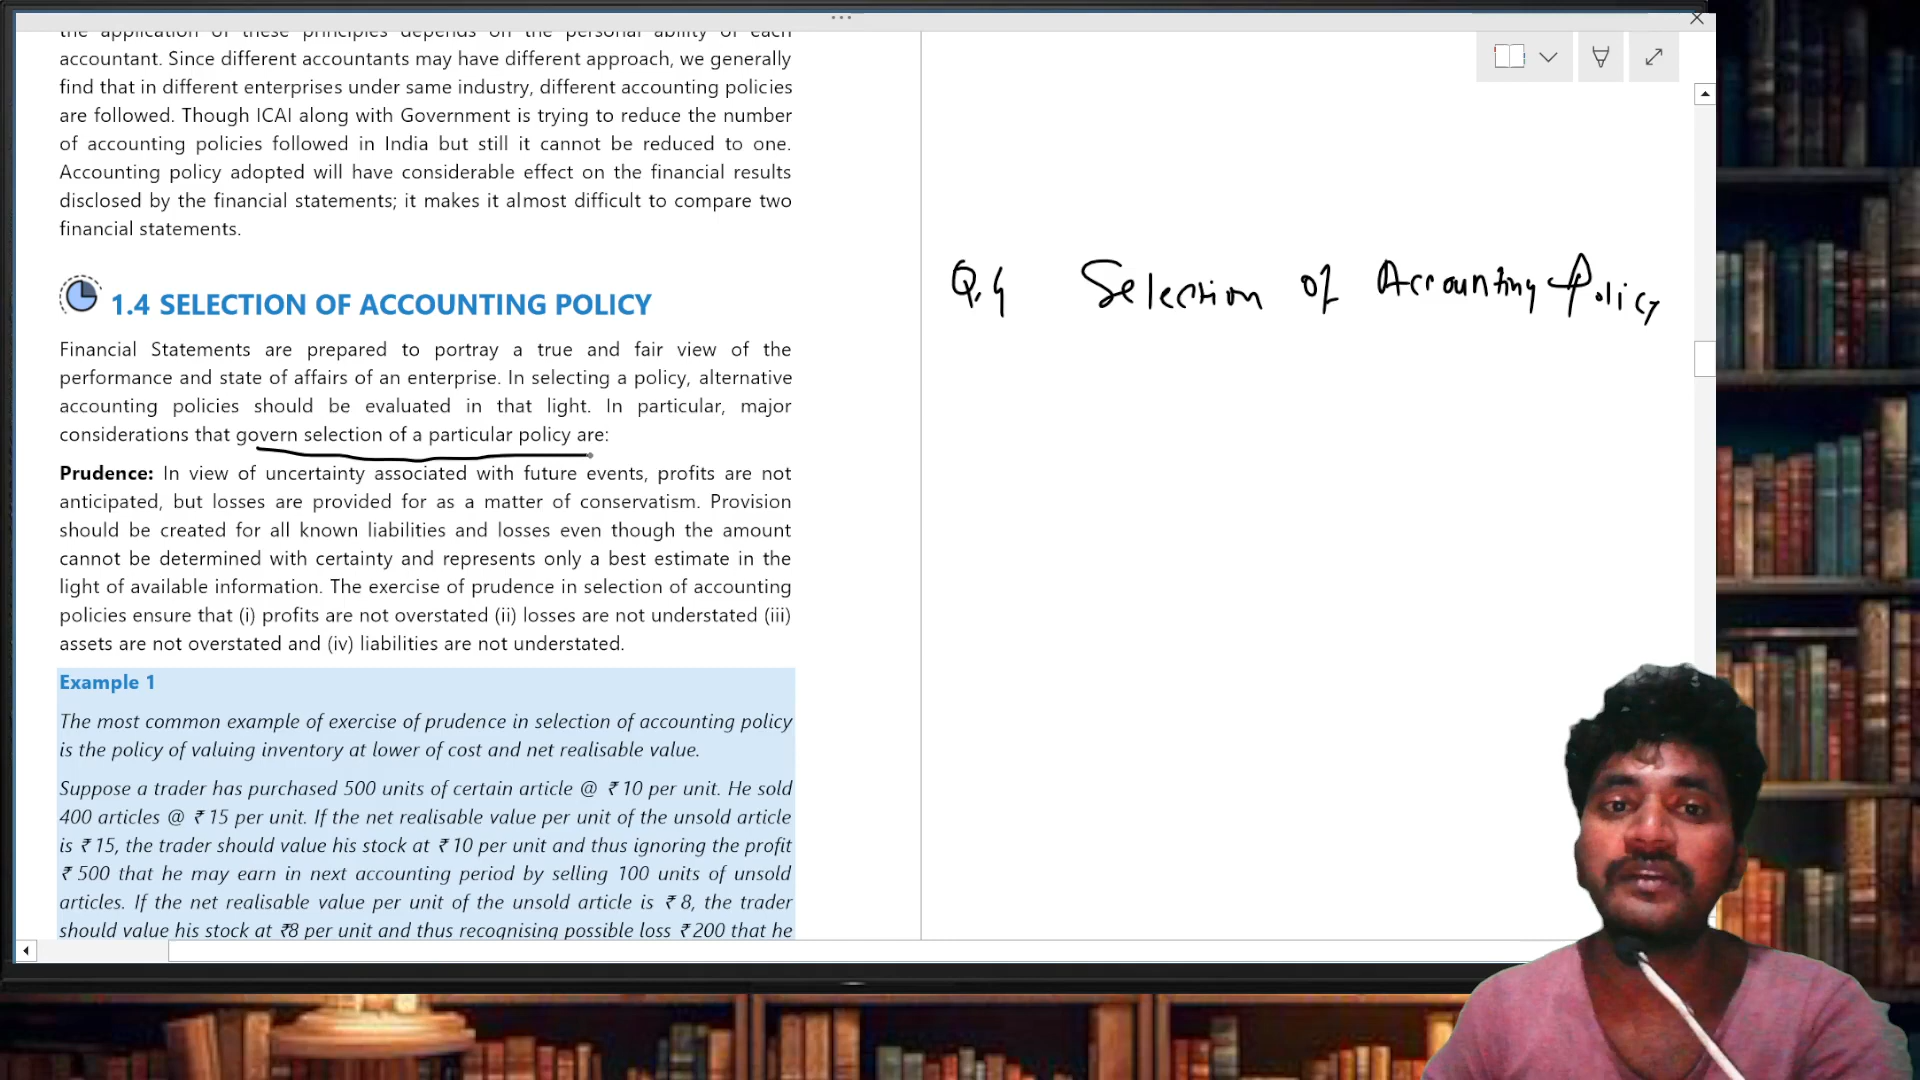 the application of these principles depends on the personal ability of each
accountant. Since different accountants may have different approach, we generally
find that in different enterprises under same industry, different accounting policies
are followed. Though ICAI along with Government is trying to reduce the number
of accounting policies followed in India but still it cannot be reduced to one.
Accounting policy adopted will have considerable effect on the financial results
disclosed by the financial statements; it makes it almost difficult to compare two
financial statements.
1.4 SELECTION OF ACCOUNTING POLICY
Financial Statements are prepared to portray a true and fair view of the
performance and state of affairs of an enterprise. In selecting a policy, alternative
accounting policies should be evaluated in that light. In particular, major
considerations that govern selection of a particular policy are:
Prudence: In view of uncertainty associated with future events, profits are not
anticipated, but losses are provided for as a matter of conservatism. Provision
should be created for all known liabilities and losses even though the amount
cannot be determined with certainty and represents only a best estimate in the
light of available information. The exercise of prudence in selection of accounting
policies ensure that (i) profits are not overstated (ii) losses are not understated (iii)
assets are not overstated and (iv) liabilities are not understated.
Example 1
The most common example of exercise of prudence in selection of accounting policy
is the policy of valuing inventory at lower of cost and net realisable value.
Suppose a trader has purchased 500 units of certain article @ ₹ 10 per unit. He sold
400 articles @ ₹ 15 per unit. If the net realisable value per unit of the unsold article
is ₹ 15, the trader should value his stock at ₹ 10 per unit and thus ignoring the profit
₹ 500 that he may earn in next accounting period by selling 100 units of unsold
articles. If the net realisable value per unit of the unsold article is ₹ 8, the trader
should value his stock at ₹8 per unit and thus recognising possible loss ₹ 200 that he
Q.4 Selection of Accounting Policy